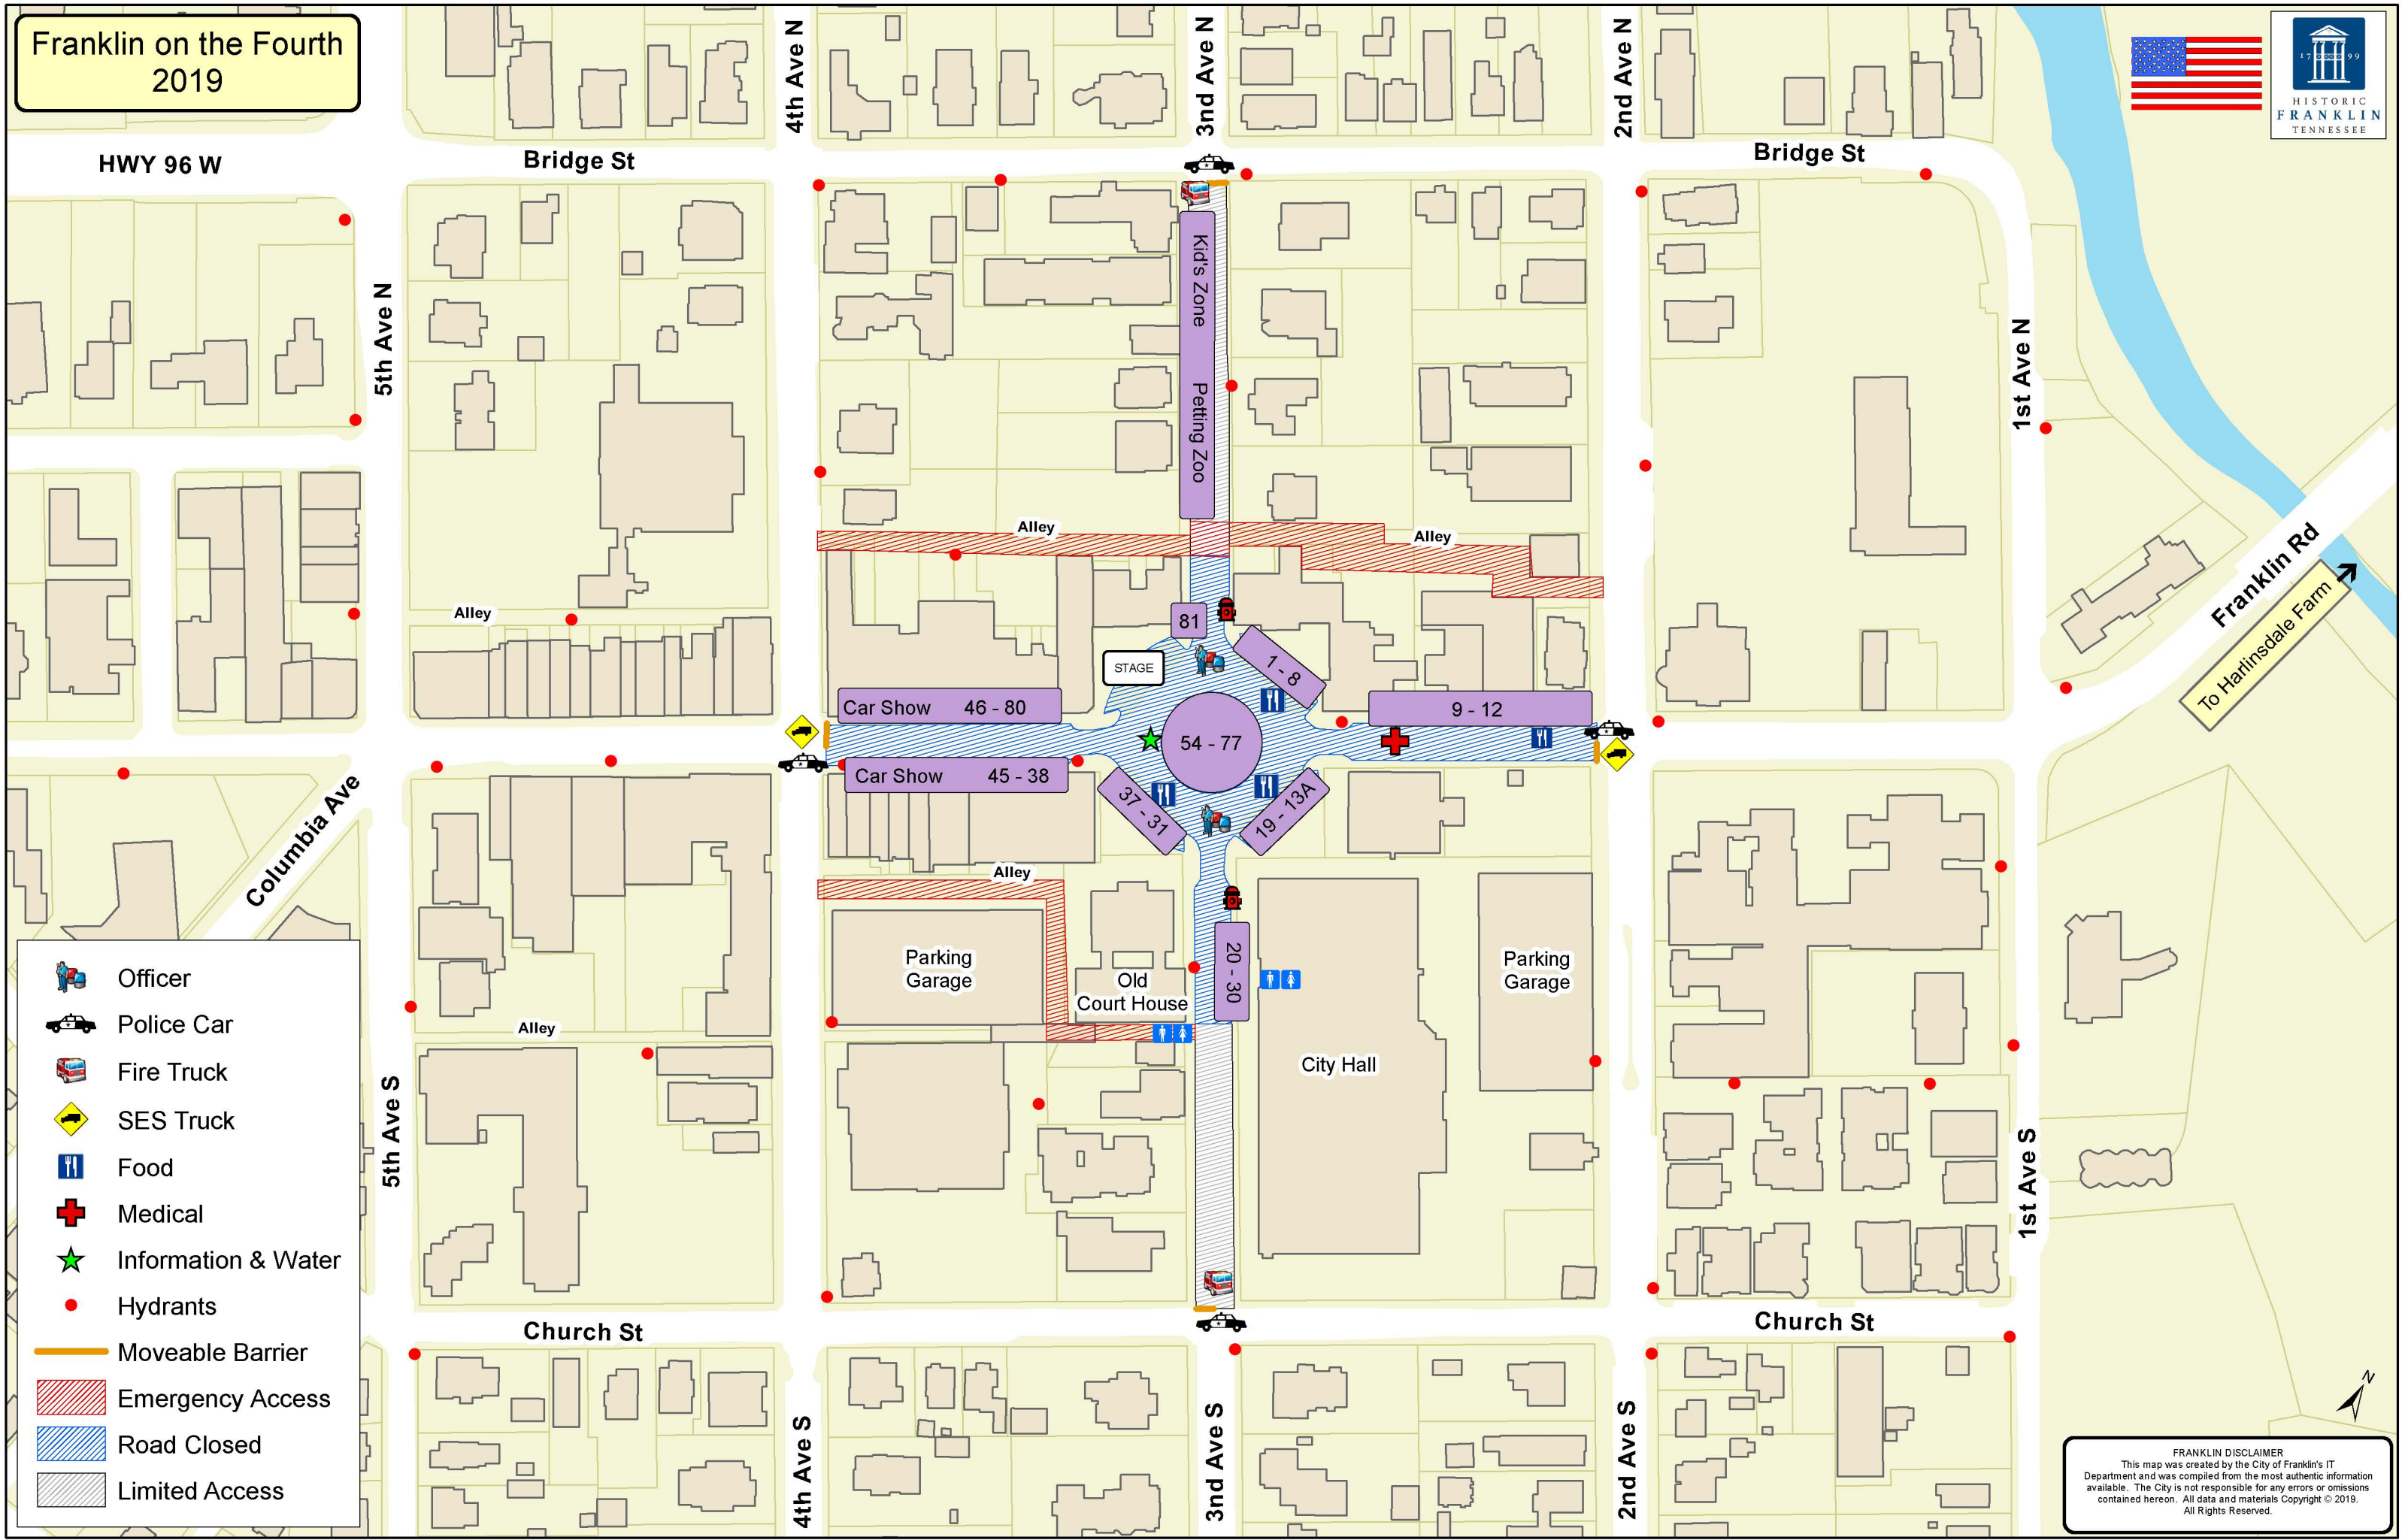 Franklin on the Fourth
2019
4th Ave N
3nd Ave N
2nd Ave N
1799
HISTORIC
FRANKLIN
TENNESSEE
HWY 96 W
Bridge St
Bridge St
5th Ave N
Kid's Zone
Petting Zoo
1st Ave N
Alley
Alley
Alley
Franklin Rd
To Harlinsdale Farm
81
STAGE
1 - 8
Car Show 46 - 80
9 - 12
54 - 77
Car Show 45 - 38
37 - 31
19 - 13A
Columbia Ave
Alley
Parking
Garage
Old
Court House
20 - 30
Parking
Garage
City Hall
Alley
5th Ave S
1st Ave S
Officer
Police Car
Fire Truck
SES Truck
Food
Medical
Information & Water
Hydrants
Moveable Barrier
Emergency Access
Road Closed
Limited Access
Church St
Church St
4th Ave S
3nd Ave S
2nd Ave S
N
FRANKLIN DISCLAIMER
This map was created by the City of Franklin's IT
Department and was compiled from the most authentic information
available. The City is not responsible for any errors or omissions
contained hereon. All data and materials Copyright © 2019.
All Rights Reserved.